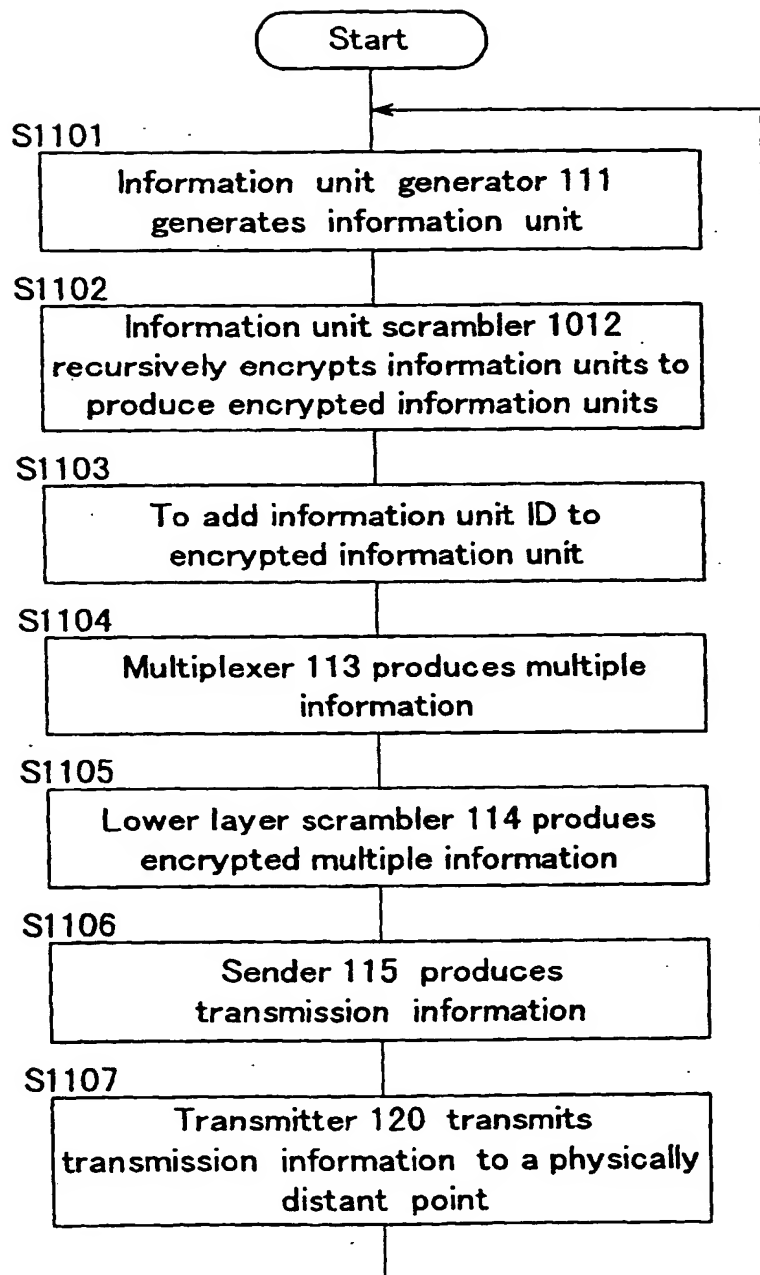 Start
S1101
Information unit generator 111
generates information unit
S1102
Information unit scrambler 1012
recursively encrypts information units to
produce encrypted information units
S1103
To add information unit ID to
encrypted information unit
S1104
Multiplexer 113 produces multiple
information
S1105
Lower layer scrambler 114 produes
encrypted multiple information
S1106
Sender 115 produces
transmission information
S1107
Transmitter 120 transmits
transmission information to a physically
distant point